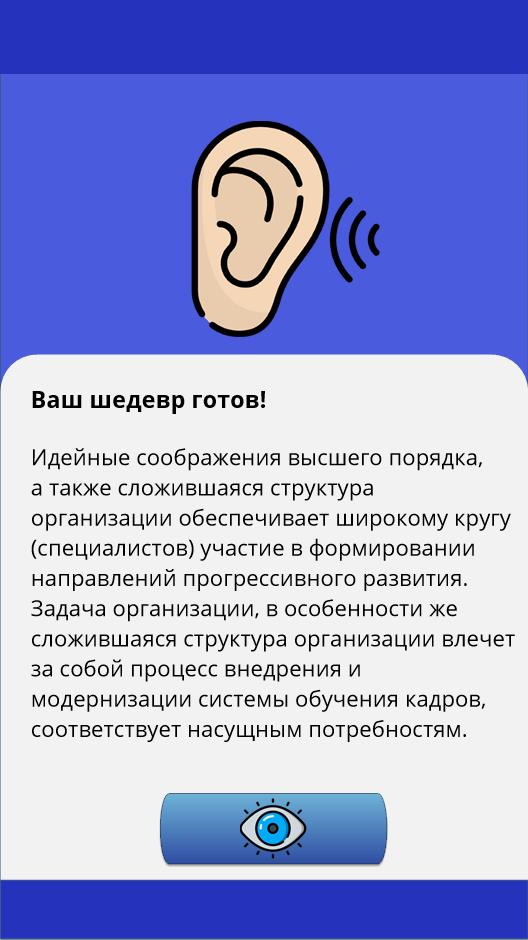 Ваш шедевр готов!
Идейные соображения высшего порядка,
а также сложившаяся структура
организации обеспечивает широкому кругу
(специалистов) участие в формировании
направлений прогрессивного развития.
Задача организации, в особенности же
сложившаяся структура организации влечет
за собой процесс внедрения и
модернизации системы обучения кадров,
соответствует насущным потребностям.